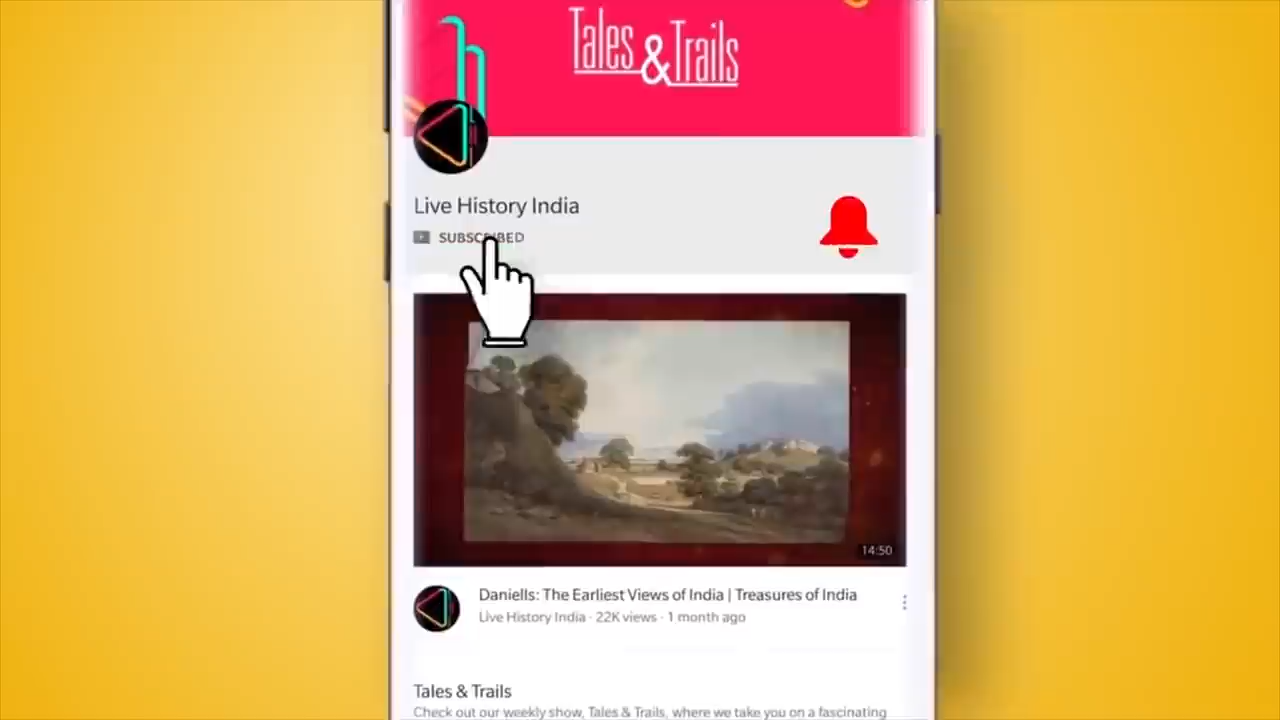 Tales & Trails
Live History India
SUBSCRIBED
14:50
Daniells: The Earliest Views of India | Treasures of India
Live History India · 22K views · 1 month ago
Tales & Trails
Check out our weekly show, Tales & Trails, where we take you on a fascinating